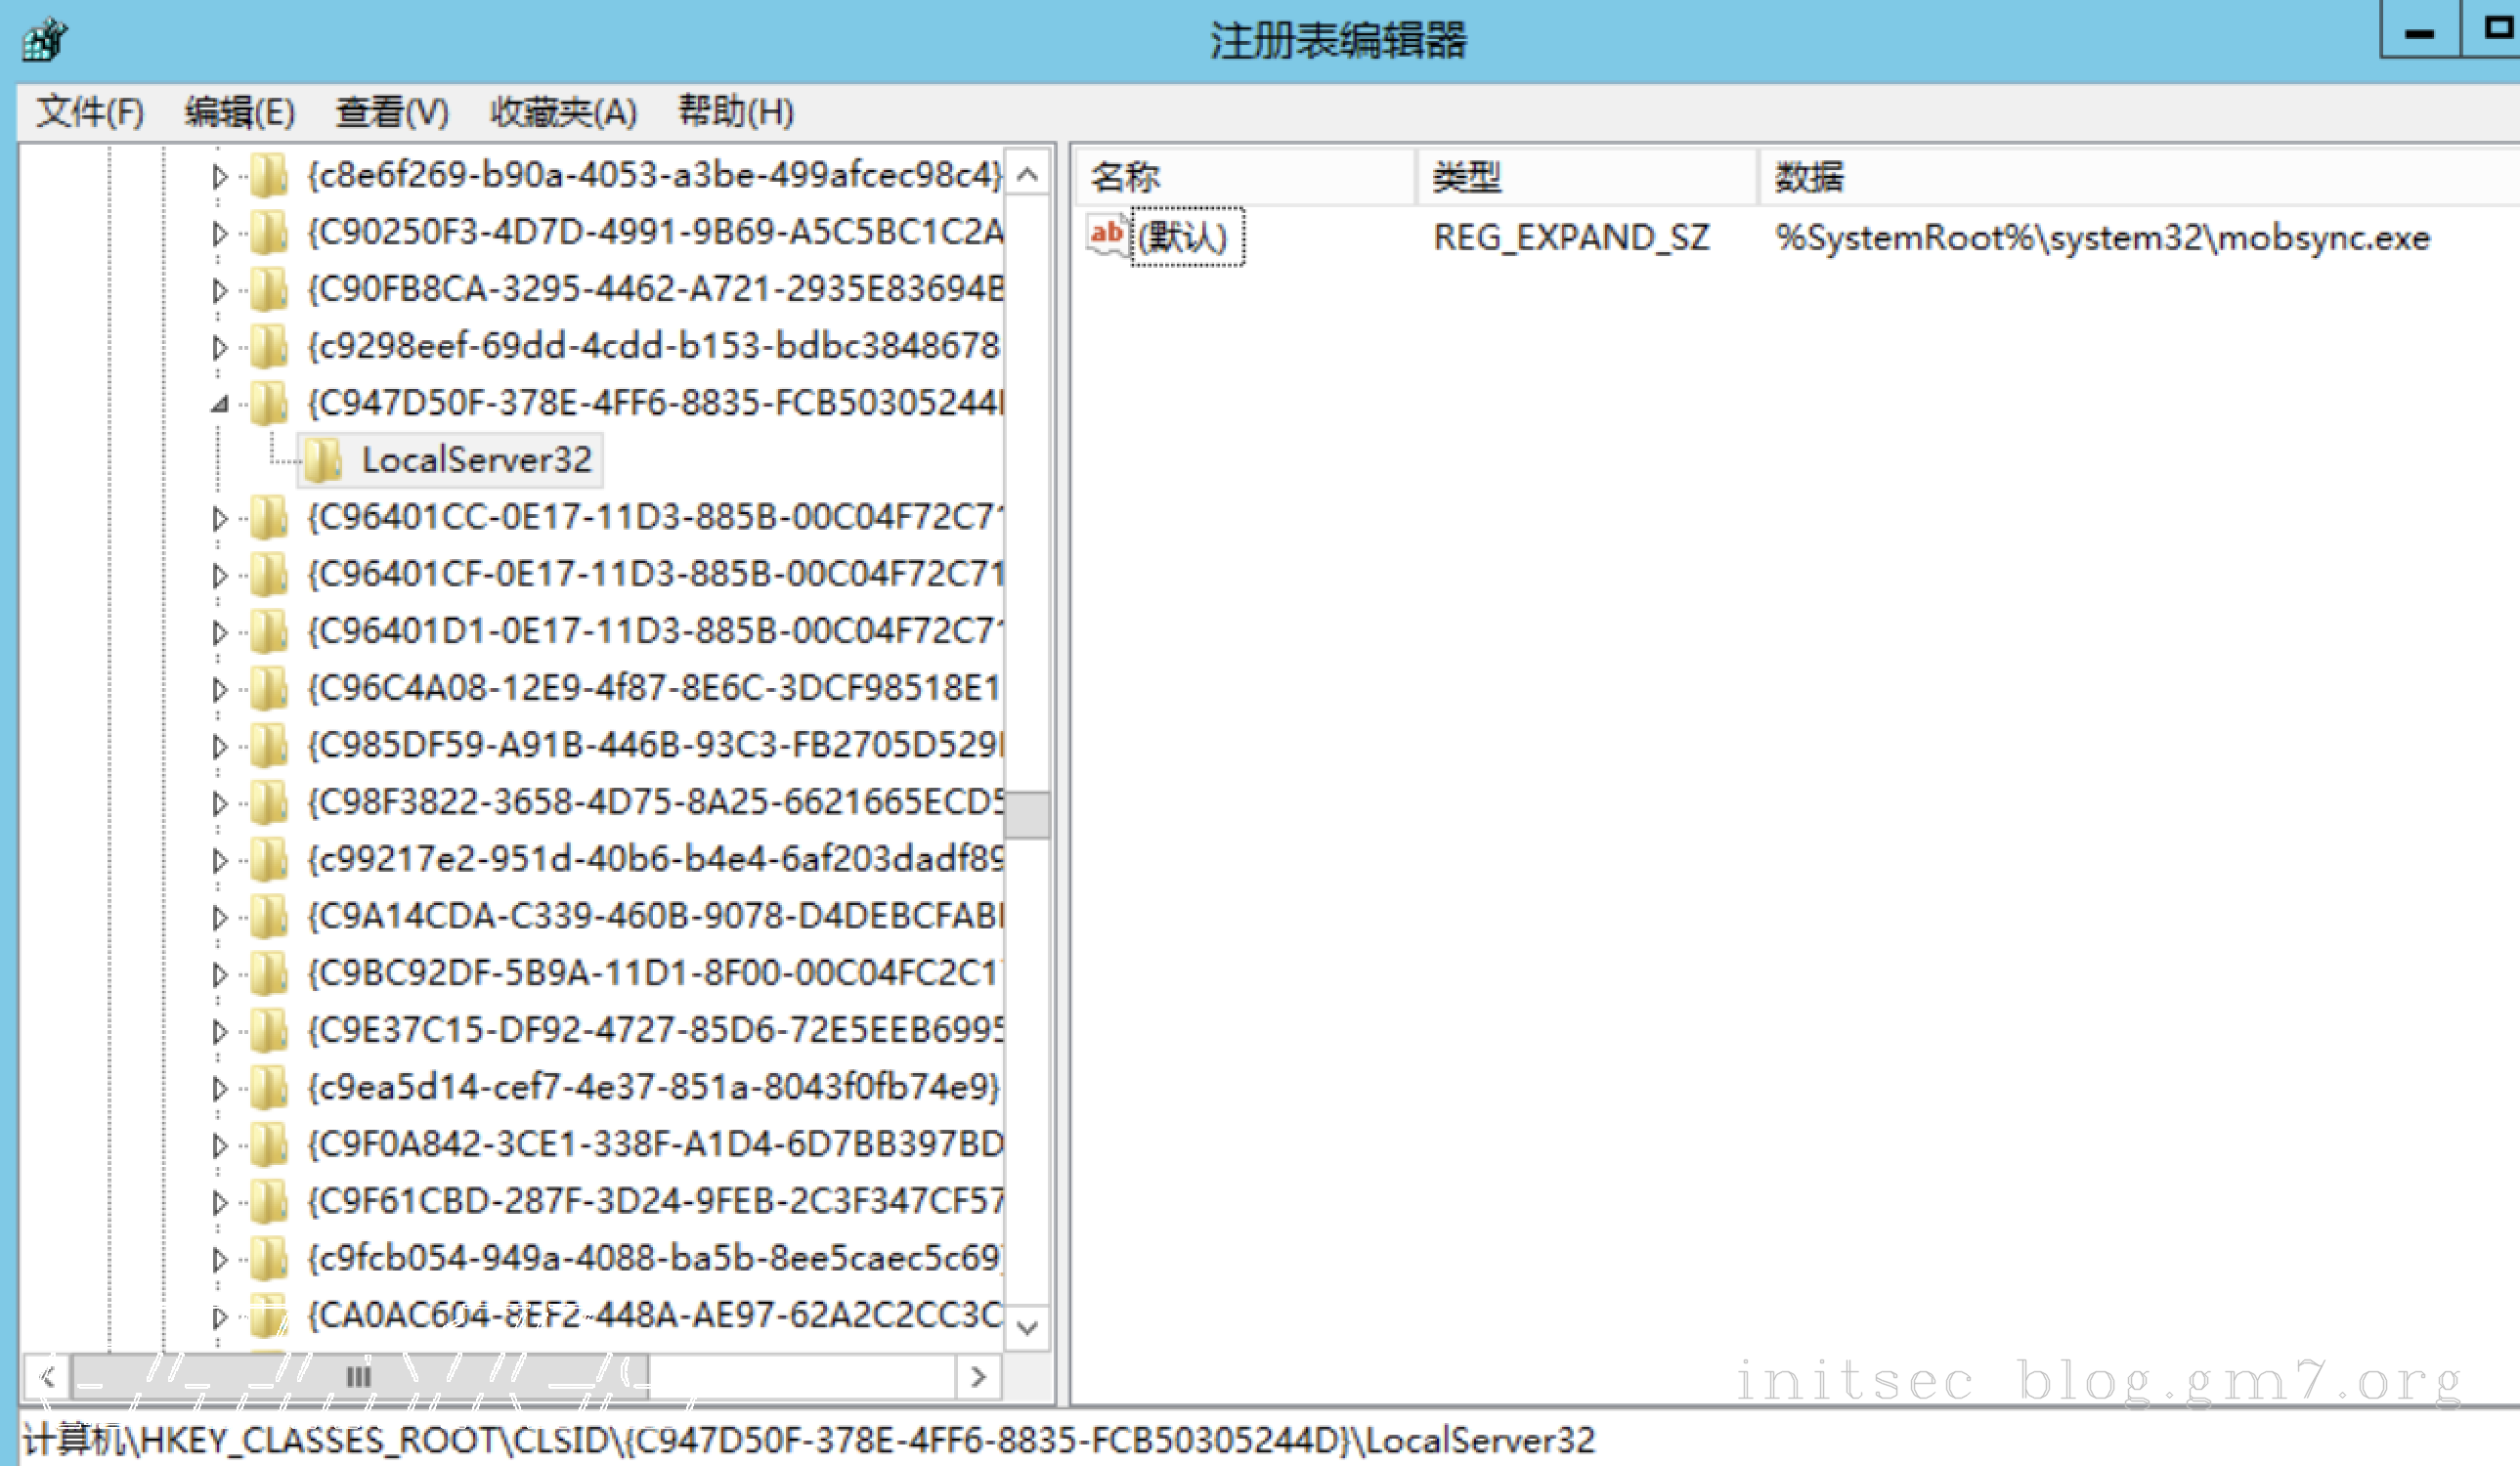 注册表编辑器
文件(F) 编辑(E) 查看(V) 收藏夹(A) 帮助(H)
{c8e6f269-b90a-4053-a3be-499afcec98c4}
{C90250F3-4D7D-4991-9B69-A5C5BC1C2A
{C90FB8CA-3295-4462-A721-2935E83694B
{c9298eef-69dd-4cdd-b153-bdbc3848678
{C947D50F-378E-4FF6-8835-FCB50305244
LocalServer32
{C96401CC-0E17-11D3-885B-00C04F72C7
{C96401CF-0E17-11D3-885B-00C04F72C71
{C96401D1-0E17-11D3-885B-00C04F72C7
{C96C4A08-12E9-4f87-8E6C-3DCF98518E1
{C985DF59-A91B-446B-93C3-FB2705D529
{C98F3822-3658-4D75-8A25-6621665ECD5
{c99217e2-951d-40b6-b4e4-6af203dadf89
{C9A14CDA-C339-460B-9078-D4DEBCFAB
{C9BC92DF-5B9A-11D1-8F00-00C04FC2C1
{C9E37C15-DF92-4727-85D6-72E5EEB6995
{c9ea5d14-cef7-4e37-851a-8043f0fb74e9}
{C9F0A842-3CE1-338F-A1D4-6D7BB397BD
{C9F61CBD-287F-3D24-9FEB-2C3F347CF57
{c9fcb054-949a-4088-ba5b-8ee5caec5c69}
{CA0AC604-8EF2-448A-AE97-62A2C2CC3C
名称 类型 数据
(默认) REG_EXPAND_SZ %SystemRoot%\system32\mobsync.exe
initsec blog.gm7.org
计算机\HKEY_CLASSES_ROOT\CLSID\{C947D50F-378E-4FF6-8835-FCB50305244D}\LocalServer32